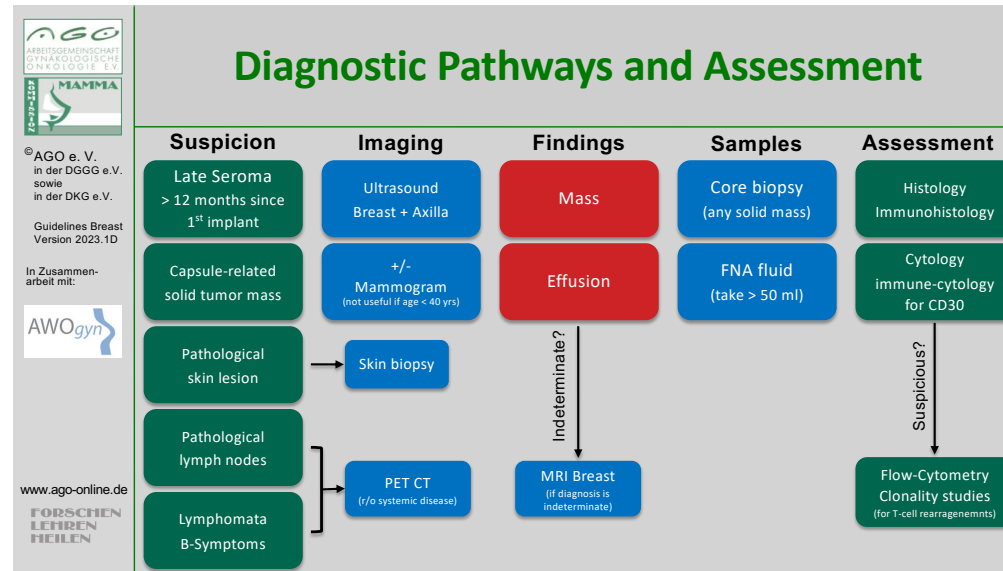 AGO
ARBEITSGEMEINSCHAFT
GYNÄKOLOGISCHE
ONKOLOGIE E.V.
KOMMISSION
MAMMA
© AGO e. V.
in der DGGG e.V.
sowie
in der DKG e.V.
Guidelines Breast
Version 2023.1D
In Zusammen-
arbeit mit:
AWOgyn
www.ago-online.de
FORSCHEN
LEHREN
HEILEN
Diagnostic Pathways and Assessment
Suspicion
Late Seroma
> 12 months since
1st implant
Capsule-related
solid tumor mass
Pathological
skin lesion
Pathological
lymph nodes
Lymphomata
B-Symptoms
Imaging
Ultrasound
Breast + Axilla
+/-
Mammogram
(not useful if age < 40 yrs)
Skin biopsy
PET CT
(r/o systemic disease)
Findings
Mass
Effusion
Indeterminate?
MRI Breast
(if diagnosis is
indeterminate)
Samples
Core biopsy
(any solid mass)
FNA fluid
(take > 50 ml)
Assessment
Histology
Immunohistology
Cytology
immune-cytology
for CD30
Suspicious?
Flow-Cytometry
Clonality studies
(for T-cell rearragenemnts)